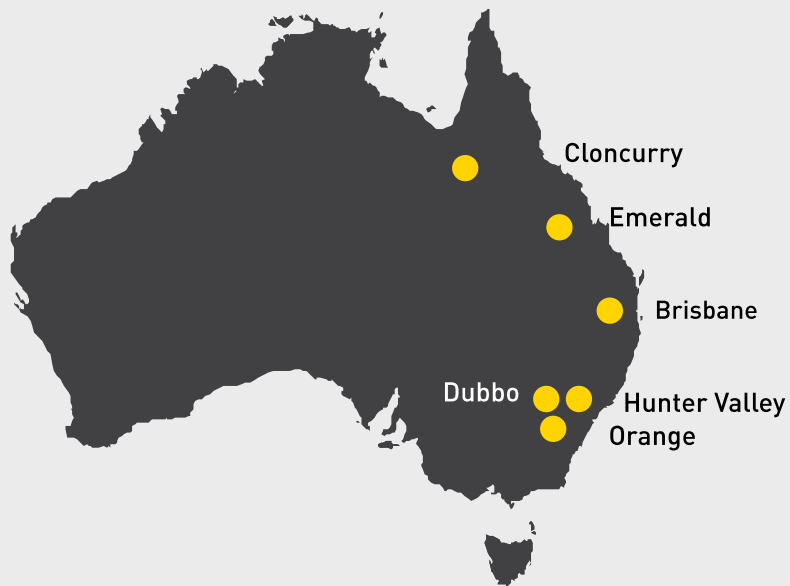 Cloncurry
Emerald
Brisbane
Dubbo
Hunter Valley
Orange